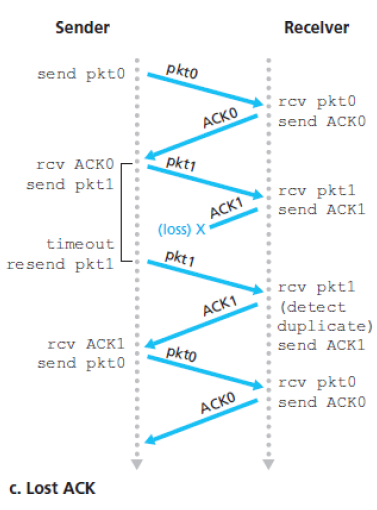 Sender
Receiver
send pkt0
pkt0
rcv pkt0
ACK0
send ACK0
rcv ACK0
pkt1
send pkt1
rcv pkt1
ACK1
send ACK1
(loss) X
timeout
pkt1
resend pkt1
rcv pkt1
ACK1
(detect
duplicate)
rcv ACK1
send ACK1
pkt0
send pkt0
rcv pkt0
ACK0
send ACK0
c. Lost ACK